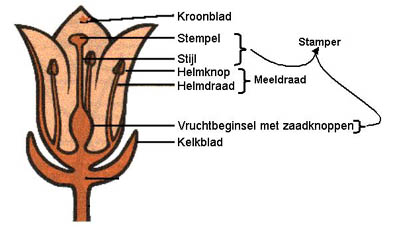 Kroonblad
Stempel
Stamper
Stijl
Helmknop
Meeldraad
Helmdraad
Vruchtbeginsel met zaadknoppen
Kelkblad